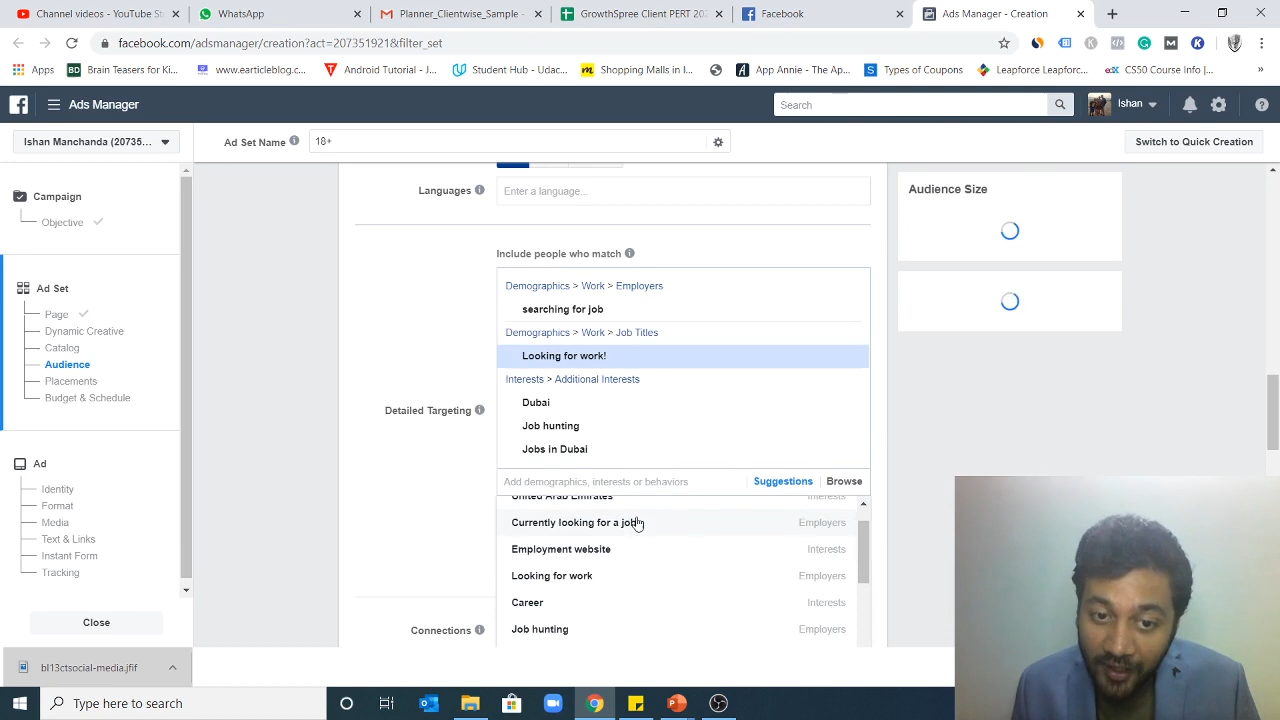 Current video channels - YouTube St
WhatsApp
Planner_Clientwise_Sample -
GrowthSpree Client PERT 202
Facebook
Ads Manager - Creation
facebook.com/adsmanager/creation?act=207351921&filter_set
Apps
Brain Teasers for Ki...
www.earticleblog.c...
Android Tutorial - J...
Student Hub - Udac...
Shopping Malls in I...
App Annie - The Ap...
Types of Coupons
Leapforce Leapforc...
CS50 Course Info |...
Ads Manager
Search
Ishan
Ishan Manchanda (20735...
Ad Set Name
18+
Switch to Quick Creation
Campaign
Objective
Ad Set
Page
Dynamic Creative
Catalog
Audience
Placements
Budget & Schedule
Ad
Identity
Format
Media
Text & Links
Instant Form
Tracking
Close
Languages
Enter a language...
Include people who match
Demographics > Work > Employers
searching for job
Demographics > Work > Job Titles
Looking for work!
Interests > Additional Interests
Dubai
Job hunting
Jobs in Dubai
Detailed Targeting
Add demographics, interests or behaviors
Suggestions
Browse
United Arab Emirates
Interests
Currently looking for a job
Employers
Employment website
Interests
Looking for work
Employers
Career
Interests
Job hunting
Employers
Connections
Audience Size
bl13ctsocial-media.jfif
Type here to search